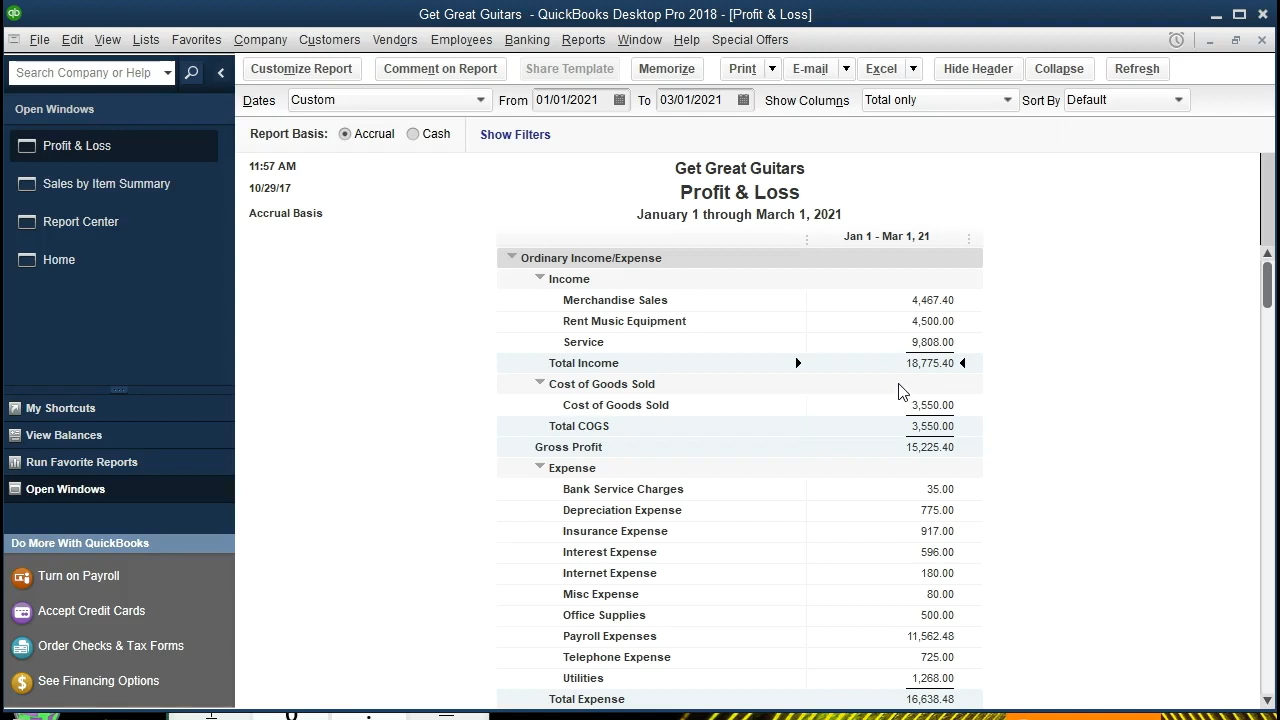 Get Great Guitars - QuickBooks Desktop Pro 2018 - [Profit & Loss]
File Edit View Lists Favorites Company Customers Vendors Employees Banking Reports Window Help Special Offers
Search Company or Help
Customize Report Comment on Report Share Template Memorize Print E-mail Excel Hide Header Collapse Refresh
Dates Custom From 01/01/2021 To 03/01/2021 Show Columns Total only Sort By Default
Report Basis: Accrual Cash Show Filters
Open Windows
Profit & Loss
Sales by Item Summary
Report Center
Home
My Shortcuts
View Balances
Run Favorite Reports
Open Windows
Do More With QuickBooks
Turn on Payroll
Accept Credit Cards
Order Checks & Tax Forms
See Financing Options
11:57 AM
10/29/17
Accrual Basis
Get Great Guitars
Profit & Loss
January 1 through March 1, 2021
Jan 1 - Mar 1, 21
Ordinary Income/Expense
Income
Merchandise Sales 4,467.40
Rent Music Equipment 4,500.00
Service 9,808.00
Total Income 18,775.40
Cost of Goods Sold
Cost of Goods Sold 3,550.00
Total COGS 3,550.00
Gross Profit 15,225.40
Expense
Bank Service Charges 35.00
Depreciation Expense 775.00
Insurance Expense 917.00
Interest Expense 596.00
Internet Expense 180.00
Misc Expense 80.00
Office Supplies 500.00
Payroll Expenses 11,562.48
Telephone Expense 725.00
Utilities 1,268.00
Total Expense 16,638.48